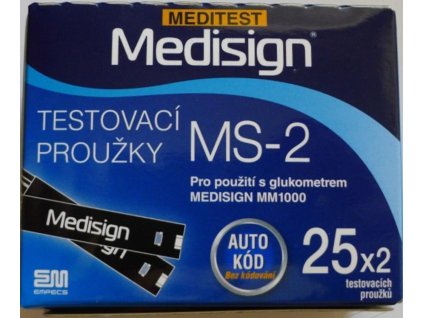 MEDITEST
Medisign®
TESTOVACÍ
PROUŽKY
MS-2
Pro použití s glukometrem
MEDISIGN MM1000
Medisign
AUTO
KÓD
Bez kódování
25x2
testovacích
proužků
EMPECS